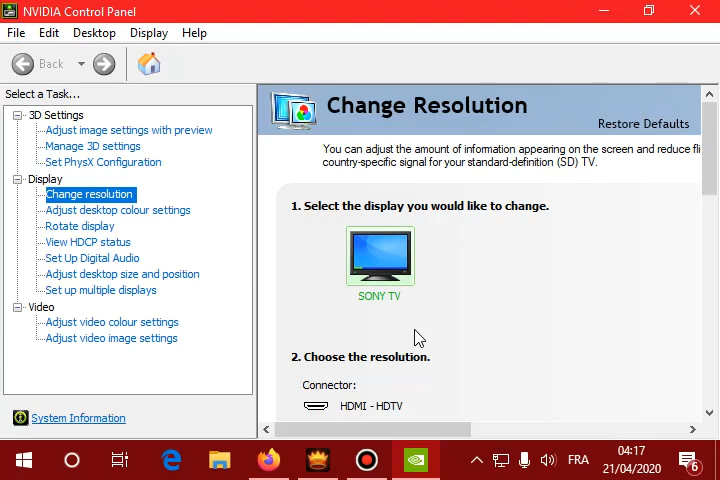 NVIDIA Control Panel
File Edit Desktop Display Help
Back
Select a Task...
3D Settings
Adjust image settings with preview
Manage 3D settings
Set PhysX Configuration
Display
Change resolution
Adjust desktop colour settings
Rotate display
View HDCP status
Set Up Digital Audio
Adjust desktop size and position
Set up multiple displays
Video
Adjust video colour settings
Adjust video image settings
System Information
Change Resolution
Restore Defaults
You can adjust the amount of information appearing on the screen and reduce fli
country-specific signal for your standard-definition (SD) TV.
1. Select the display you would like to change.
SONY TV
2. Choose the resolution.
Connector:
HDMI - HDTV
FRA
04:17
21/04/2020
6